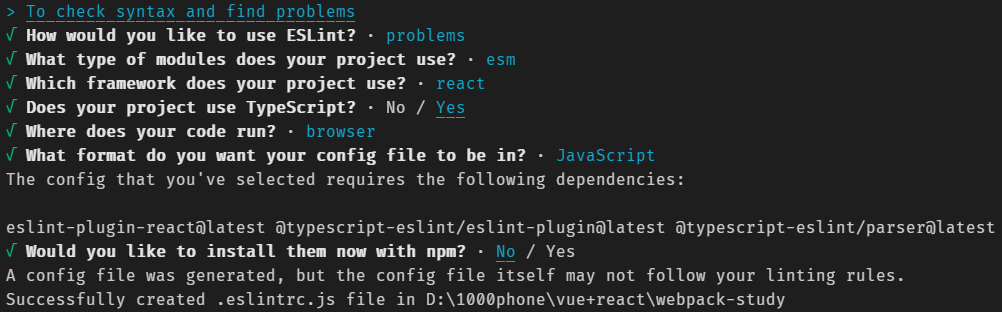 > To check syntax and find problems
√ How would you like to use ESLint? · problems
√ What type of modules does your project use? · esm
√ Which framework does your project use? · react
√ Does your project use TypeScript? · No / Yes
√ Where does your code run? · browser
√ What format do you want your config file to be in? · JavaScript
The config that you've selected requires the following dependencies:

eslint-plugin-react@latest @typescript-eslint/eslint-plugin@latest @typescript-eslint/parser@latest
√ Would you like to install them now with npm? · No / Yes
A config file was generated, but the config file itself may not follow your linting rules.
Successfully created .eslintrc.js file in D:\1000phone\vue+react\webpack-study